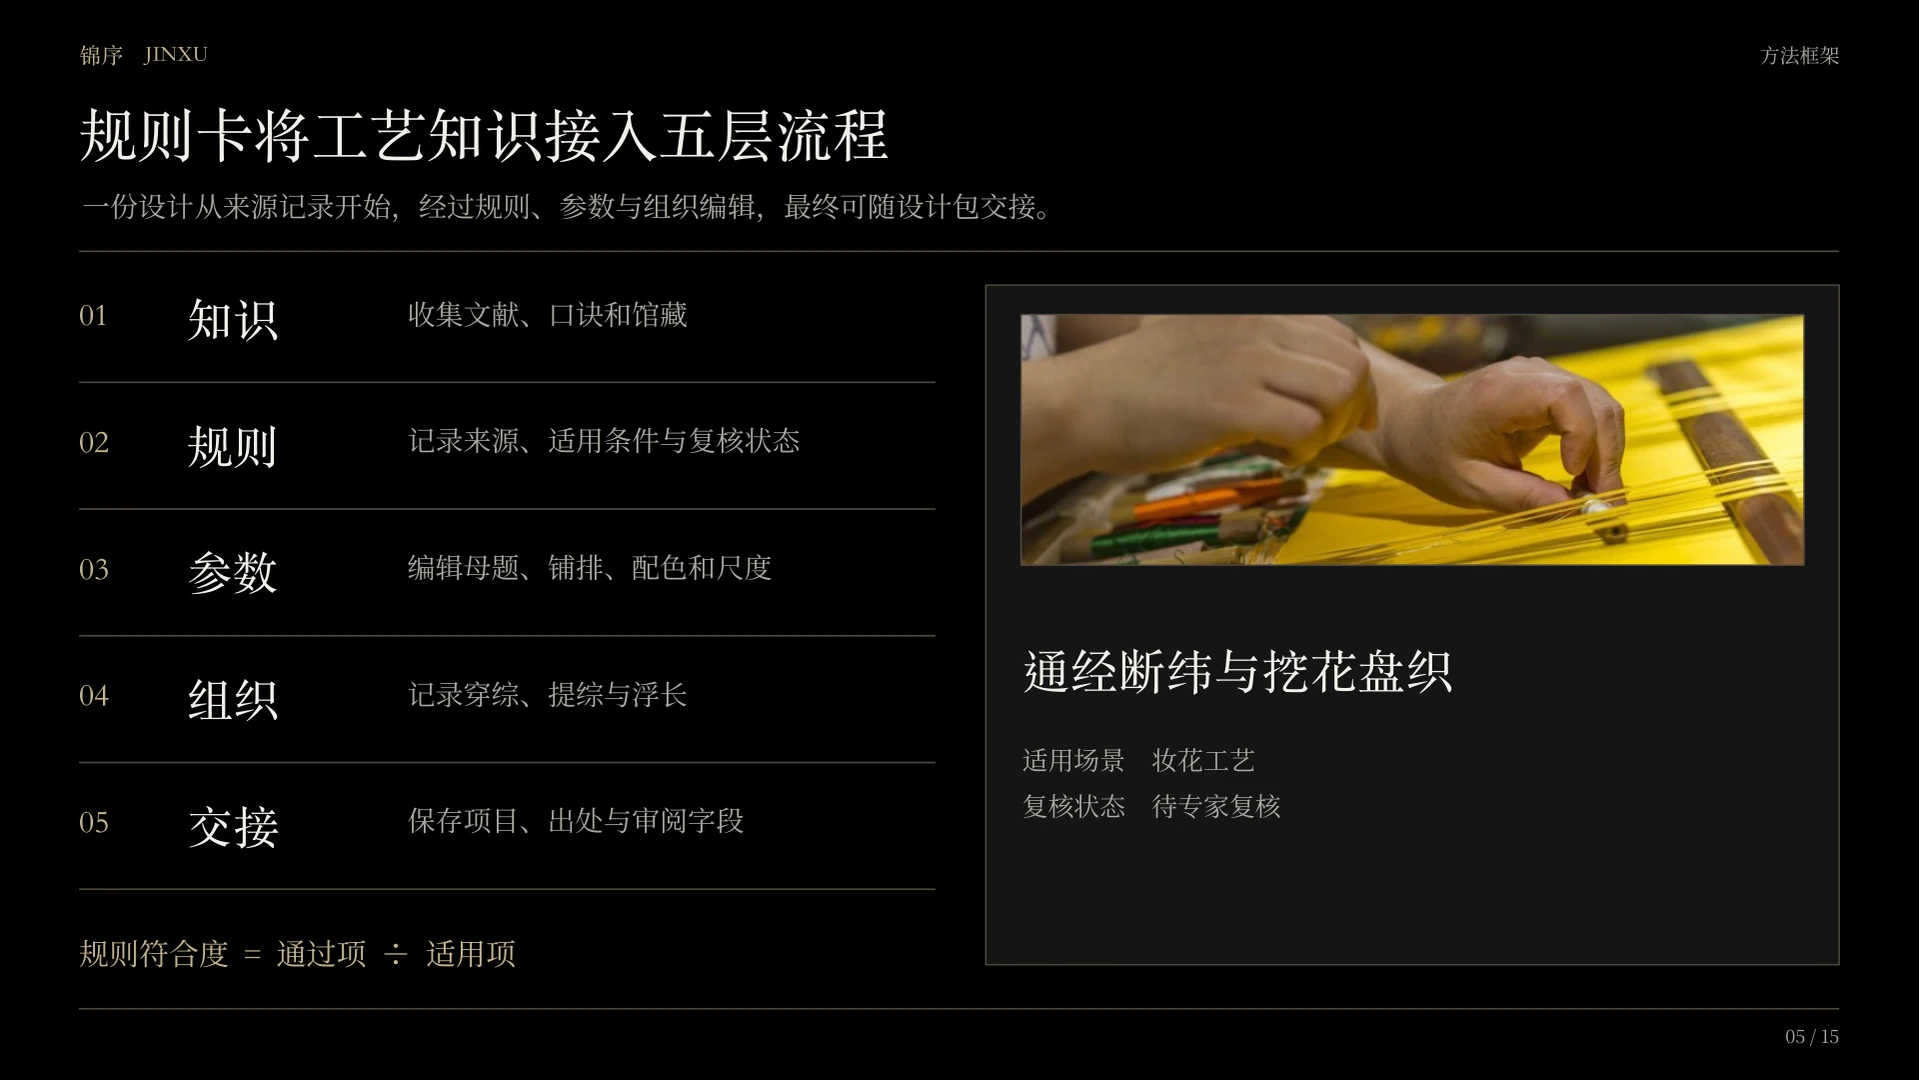 锦序 JINXU
方法框架
规则卡将工艺知识接入五层流程
一份设计从来源记录开始，经过规则、参数与组织编辑，最终可随设计包交接。
01 知识 收集文献、口诀和馆藏
02 规则 记录来源、适用条件与复核状态
03 参数 编辑母题、铺排、配色和尺度
04 组织 记录穿综、提综与浮长
05 交接 保存项目、出处与审阅字段
规则符合度 = 通过项 ÷ 适用项
通经断纬与挖花盘织
适用场景 妆花工艺
复核状态 待专家复核
05 / 15